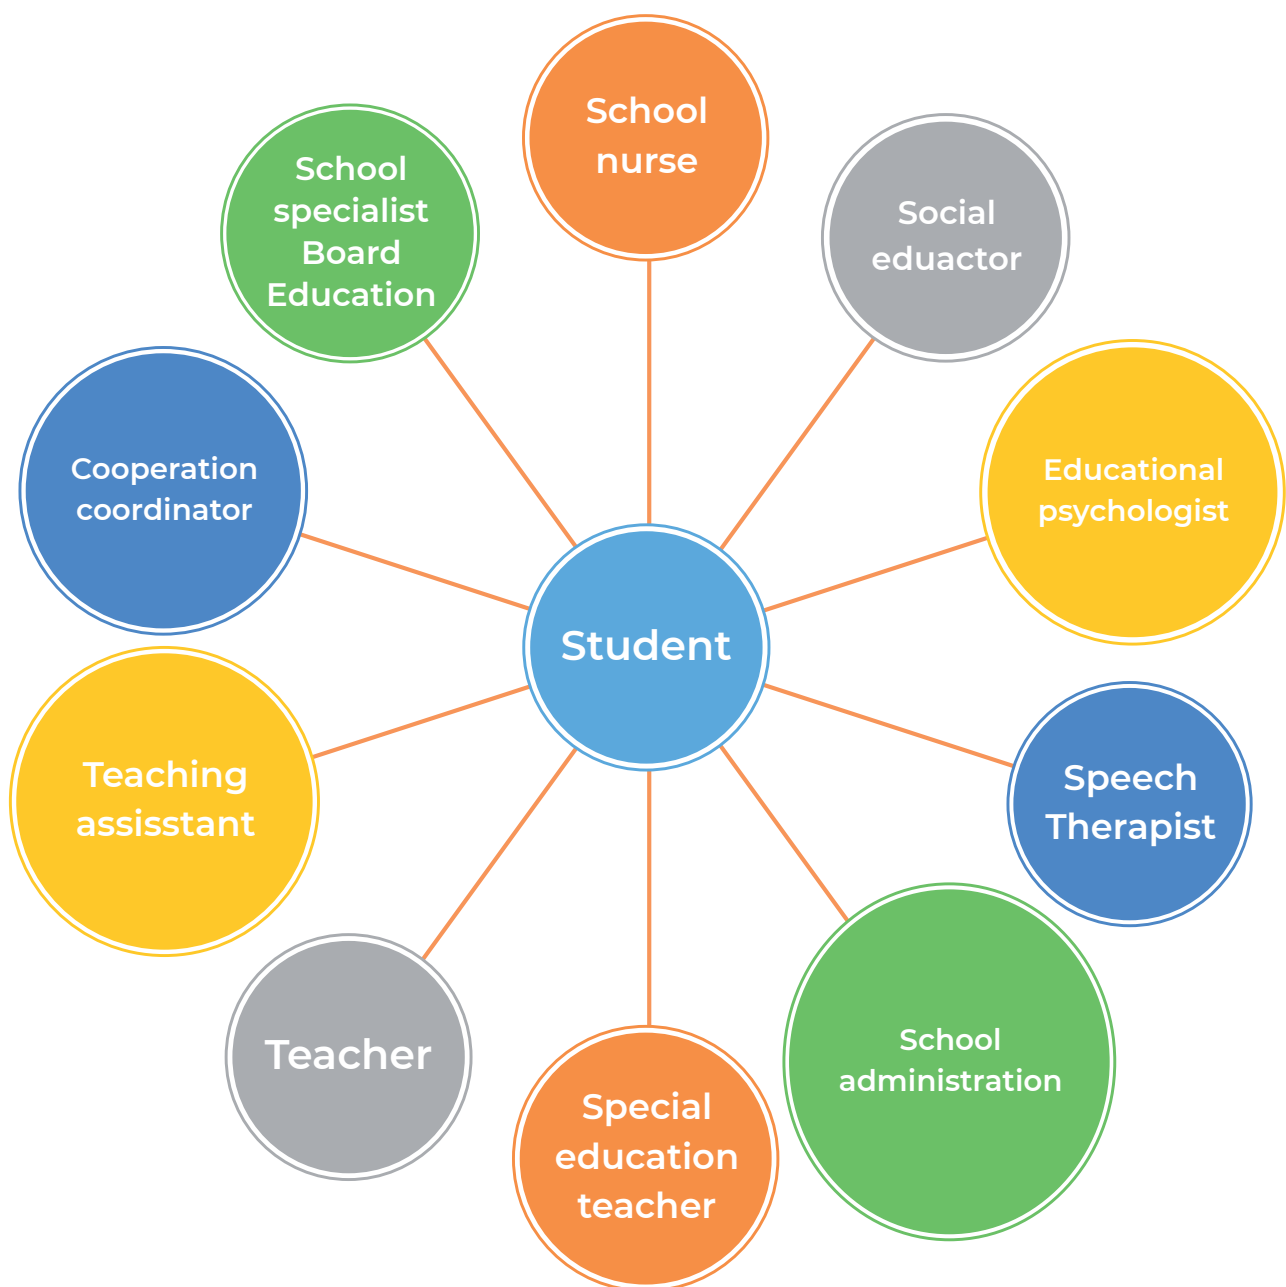 School
nurse
School
specialist
Board
Education
Social
eduactor
Cooperation
coordinator
Educational
psychologist
Student
Teaching
assisstant
Speech
Therapist
Teacher
School
administration
Special
education
teacher